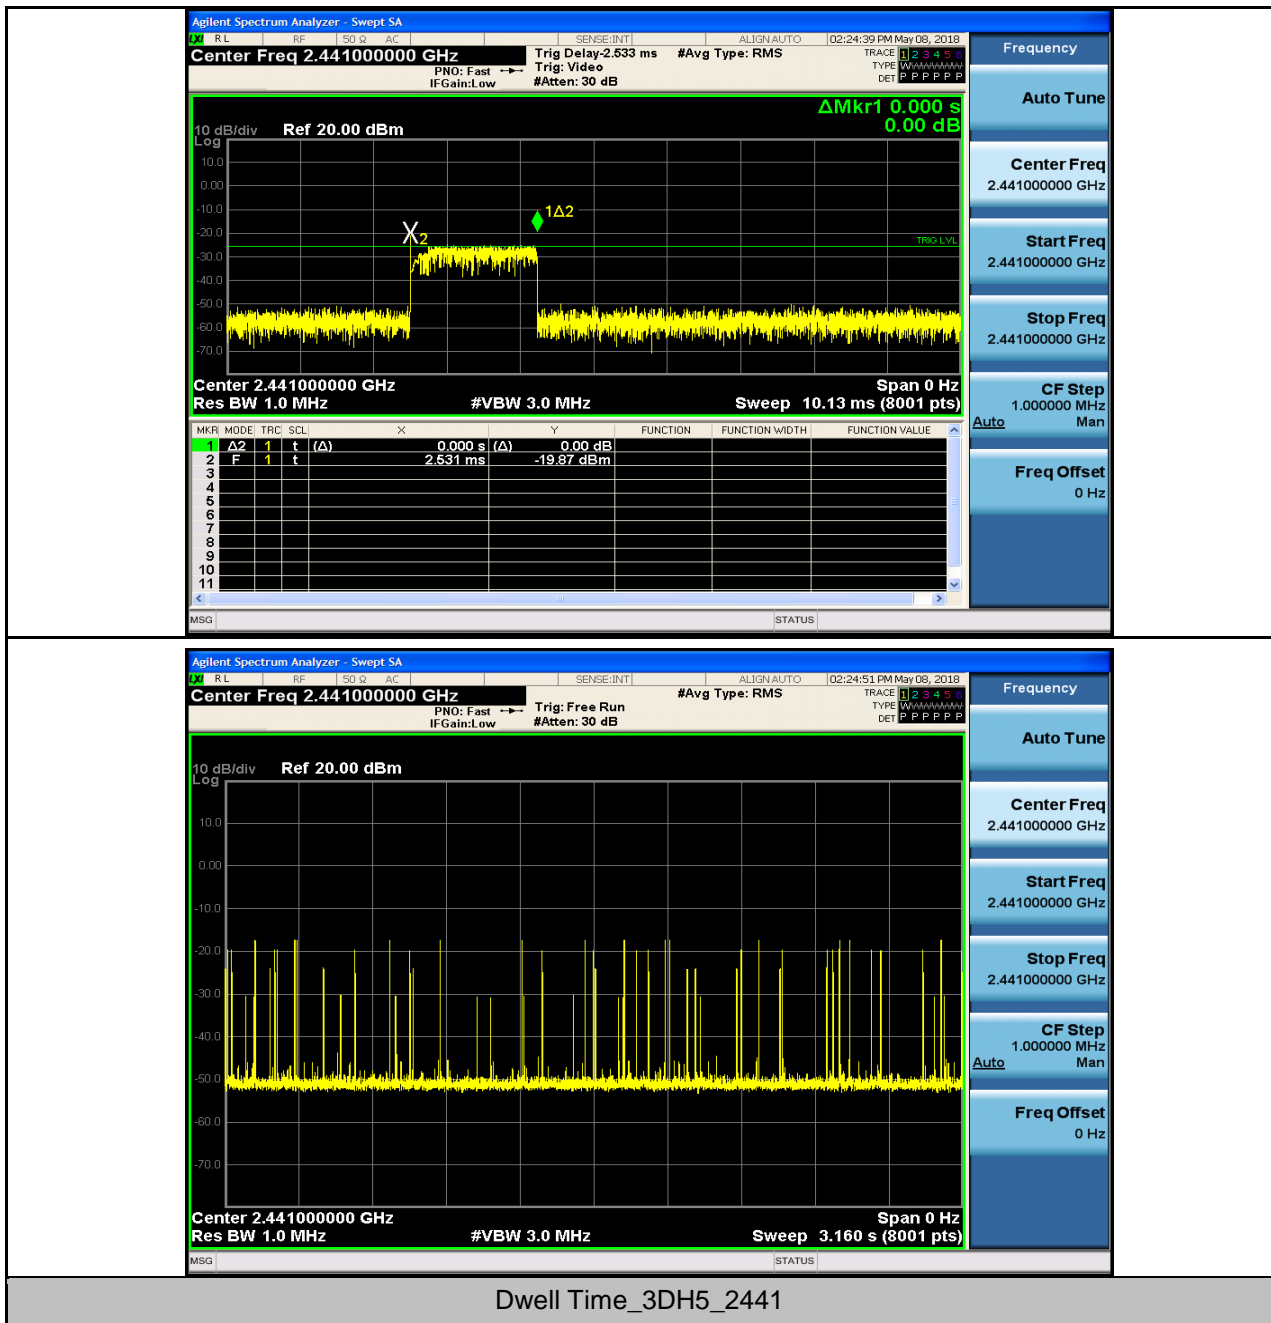 Agilent Spectrum Analyzer - Swept SA
LXI RL RF 50 Ω AC SENSE:INT ALIGN AUTO 02:24:39 PM May 08, 2018
Center Freq 2.441000000 GHz
PNO: Fast
IFGain:Low
Trig Delay-2.533 ms
Trig: Video
#Atten: 30 dB
#Avg Type: RMS
TRACE 1 2 3 4 5 6
TYPE W
DET P P P P P P
ΔMkr1 0.000 s
0.00 dB
10 dB/div Ref 20.00 dBm
Log
10.0
0.00
-10.0
-20.0
-30.0
-40.0
-50.0
-60.0
-70.0
X2
1Δ2
TRIG LVL
Center 2.441000000 GHz Span 0 Hz
Res BW 1.0 MHz #VBW 3.0 MHz Sweep 10.13 ms (8001 pts)
MKR MODE TRC SCL X Y FUNCTION FUNCTION WIDTH FUNCTION VALUE
1 Δ2 1 t (Δ) 0.000 s (Δ) 0.00 dB
2 F 1 t 2.531 ms -19.87 dBm
3
4
5
6
7
8
9
10
11
MSG STATUS
Frequency
Auto Tune
Center Freq
2.441000000 GHz
Start Freq
2.441000000 GHz
Stop Freq
2.441000000 GHz
CF Step
1.000000 MHz
Auto Man
Freq Offset
0 Hz
Agilent Spectrum Analyzer - Swept SA
LXI RL RF 50 Ω AC SENSE:INT ALIGN AUTO 02:24:51 PM May 08, 2018
Center Freq 2.441000000 GHz
PNO: Fast
IFGain:Low
Trig: Free Run
#Atten: 30 dB
#Avg Type: RMS
TRACE 1 2 3 4 5 6
TYPE W
DET P P P P P P
10 dB/div Ref 20.00 dBm
Log
10.0
0.00
-10.0
-20.0
-30.0
-40.0
-50.0
-60.0
-70.0
Center 2.441000000 GHz Span 0 Hz
Res BW 1.0 MHz #VBW 3.0 MHz Sweep 3.160 s (8001 pts)
MSG STATUS
Frequency
Auto Tune
Center Freq
2.441000000 GHz
Start Freq
2.441000000 GHz
Stop Freq
2.441000000 GHz
CF Step
1.000000 MHz
Auto Man
Freq Offset
0 Hz
Dwell Time_3DH5_2441